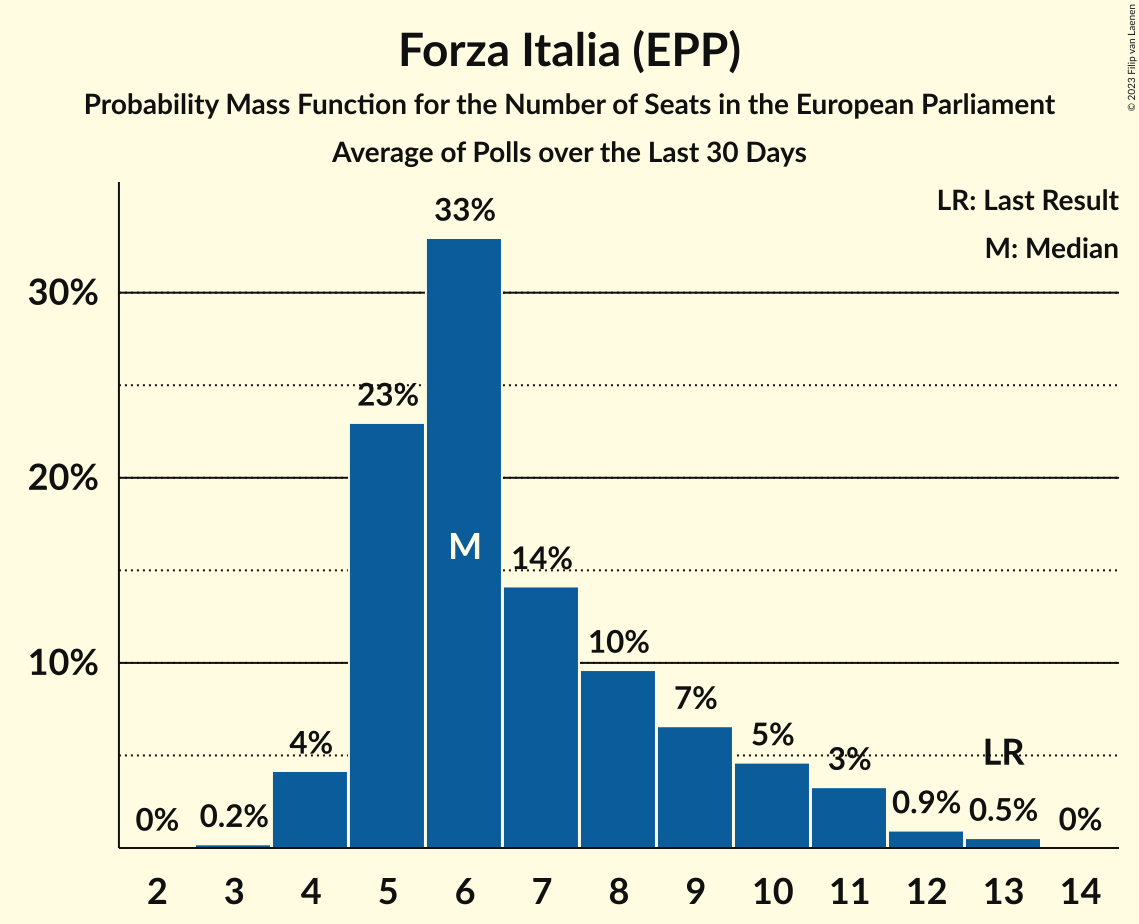 Forza Italia (EPP)
Probability Mass Function for the Number of Seats in the European Parliament
Average of Polls over the Last 30 Days
© 2023 Filip van Laenen
LR: Last Result
M: Median
33%
30%
23%
20%
M
14%
10%
10%
7%
5%
4%
3%
LR
0%
0.2%
0.9%
0.5%
0%
2 3 4 5 6 7 8 9 10 11 12 13 14